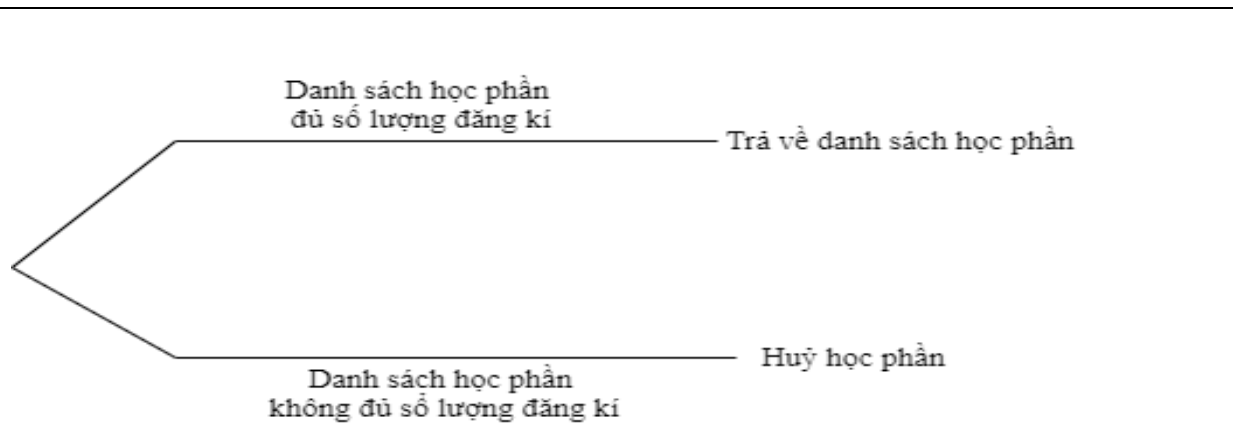 Danh sách học phần
đủ số lượng đăng kí
Trả về danh sách học phần
Huỷ học phần
Danh sách học phần
không đủ số lượng đăng kí